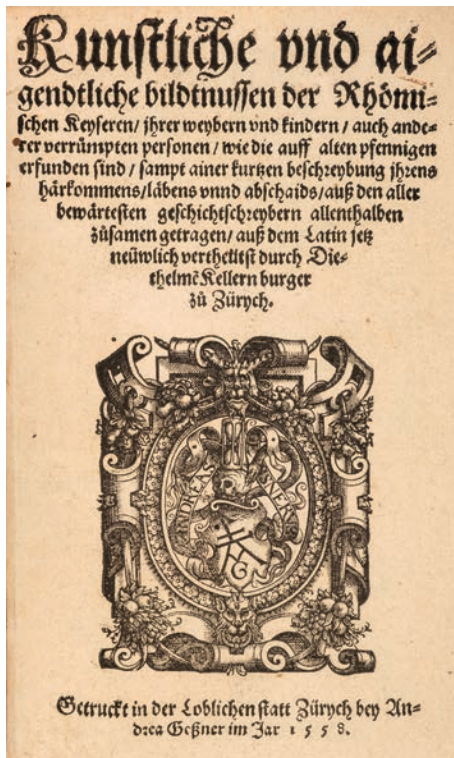 Kunstliche vnd ai⸗
gendtliche bildtnussen der Rhömi⸗
schen Keyseren / jhrer weybern vnd kindern / auch ande⸗
rer verrümpten personen / wie die auff alten pfennigen
erfunden sind / sampt ainer kurtzen beschreybung jhrens
härkommens / läbens vnnd abschaids / auß den aller
bewärtesten geschichtschreybern allenthalben
zůsamen getragen / auß dem Latin jetz
neüwlich vertheütst durch Die⸗
thelmē Kellern burger
zů Zürych.
ANDREAS GESNER
Getruckt in der Loblichen statt Zürych bey An⸗
drea Geßner im Jar 1558.